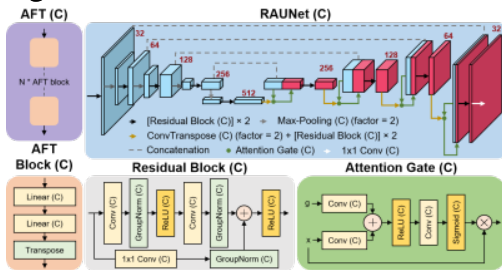 AFT (C)
N * AFT block
RAUNet (C)
32
64
128
256
512
256
128
64
32
[Residual Block (C)] × 2
Max-Pooling (C) (factor = 2)
ConvTranspose (C) (factor = 2) + [Residual Block (C)] × 2
Concatenation
Attention Gate (C)
1x1 Conv (C)
AFT
Block (C)
Linear (C)
Linear (C)
Transpose
Residual Block (C)
Conv (C)
GroupNorm (C)
ReLU (C)
Conv (C)
GroupNorm (C)
+
ReLU (C)
1x1 Conv (C)
GroupNorm (C)
Attention Gate (C)
g
Conv (C)
x
Conv (C)
+
ReLU (C)
Conv (C)
Sigmoid (C)
×